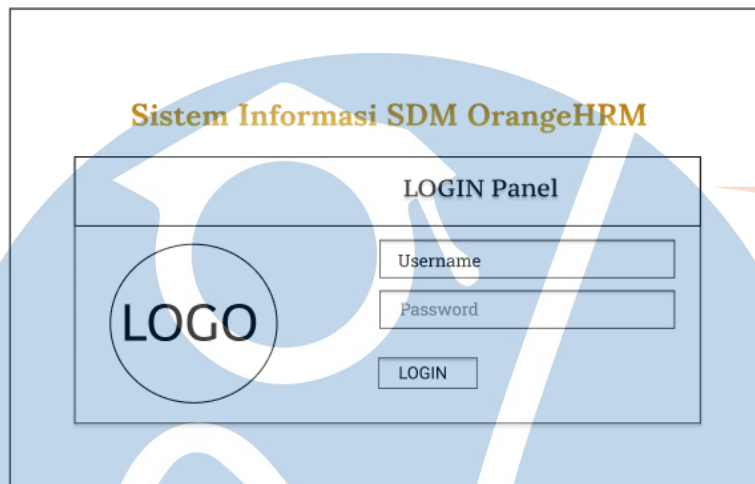 Sistem Informasi SDM OrangeHRM
LOGIN Panel
LOGO
Username
Password
LOGIN